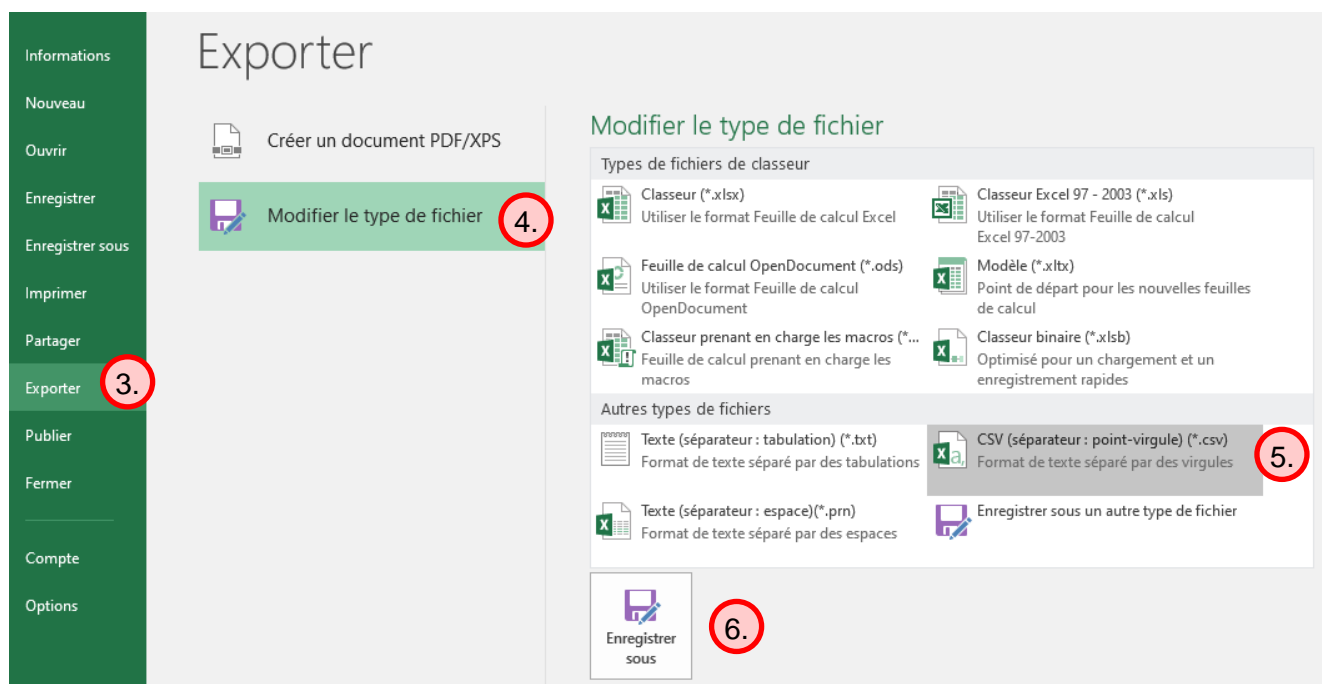 Informations
Nouveau
Ouvrir
Enregistrer
Enregistrer sous
Imprimer
Partager
Exporter
3.
Publier
Fermer
Compte
Options
Exporter
Créer un document PDF/XPS
Modifier le type de fichier
4.
Modifier le type de fichier
Types de fichiers de classeur
Classeur (*.xlsx)
Utiliser le format Feuille de calcul Excel
Classeur Excel 97 - 2003 (*.xls)
Utiliser le format Feuille de calcul
Excel 97-2003
Feuille de calcul OpenDocument (*.ods)
Utiliser le format Feuille de calcul
OpenDocument
Modèle (*.xltx)
Point de départ pour les nouvelles feuilles
de calcul
Classeur prenant en charge les macros (*...
Feuille de calcul prenant en charge les
macros
Classeur binaire (*.xlsb)
Optimisé pour un chargement et un
enregistrement rapides
Autres types de fichiers
Texte (séparateur : tabulation) (*.txt)
Format de texte séparé par des tabulations
CSV (séparateur : point-virgule) (*.csv)
Format de texte séparé par des virgules
5.
Texte (séparateur : espace)(*.prn)
Format de texte séparé par des espaces
Enregistrer sous un autre type de fichier
Enregistrer
sous
6.